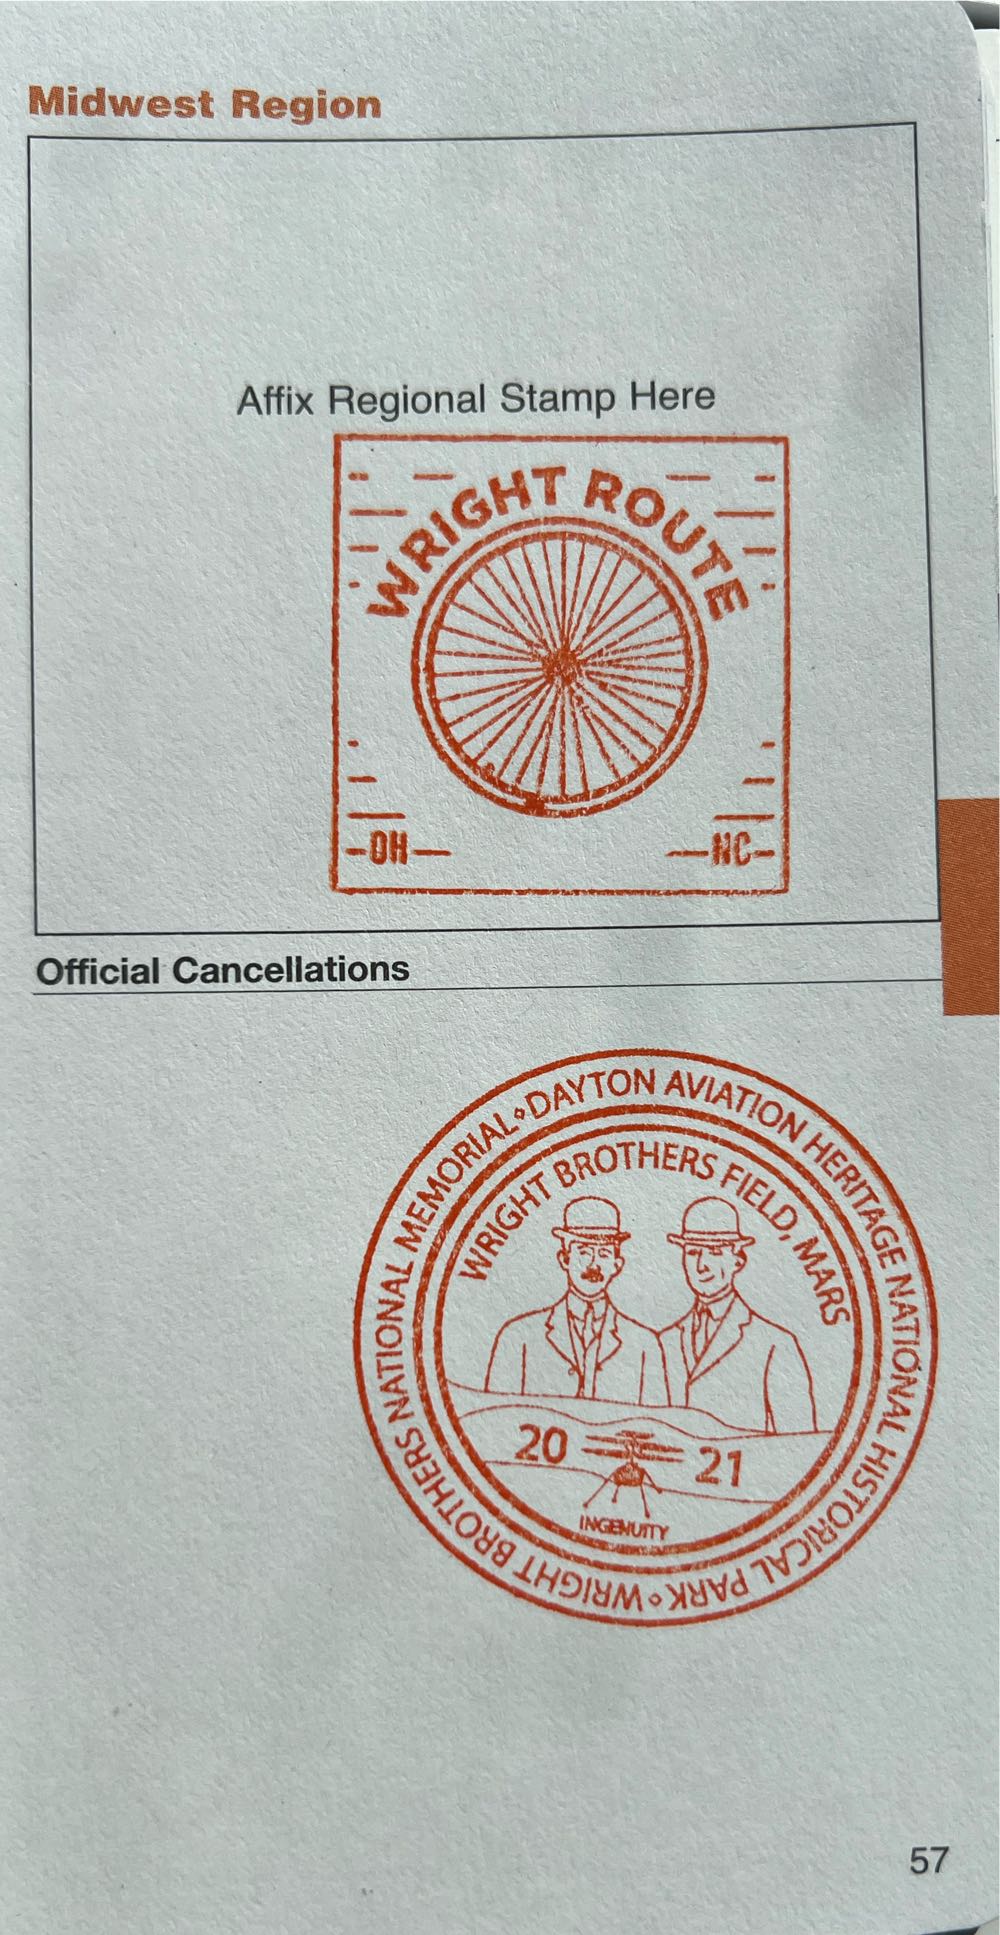 Midwest Region
Affix Regional Stamp Here
WRIGHT ROUTE
-OH-
-NC-
Official Cancellations
WRIGHT BROTHERS NATIONAL MEMORIAL⋄DAYTON AVIATION HERITAGE NATIONAL HISTORICAL PARK⋄
WRIGHT BROTHERS FIELD, MARS
20 21
INGENUITY
57